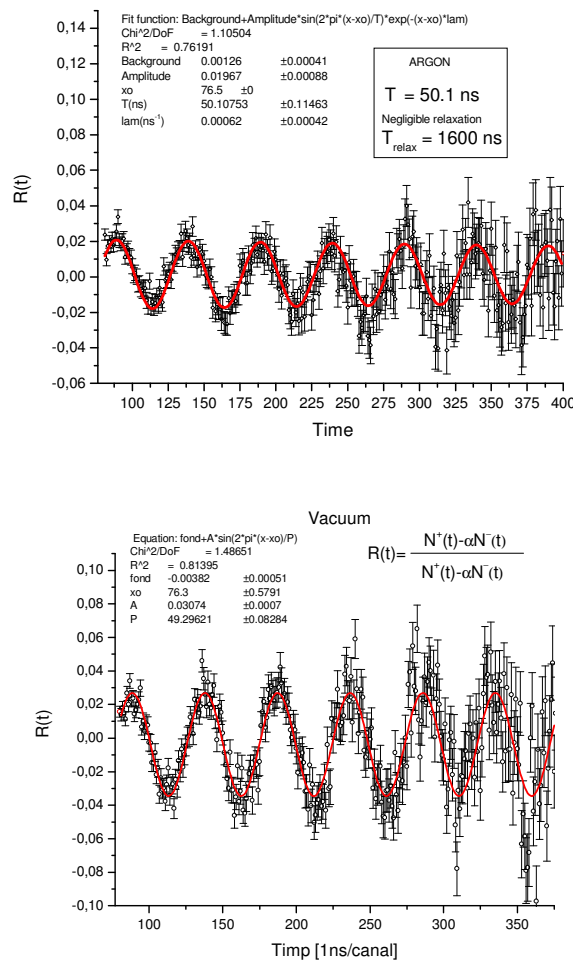 Fit function: Background+Amplitude*sin(2*pi*(x-xo)/T)*exp(-(x-xo)*lam)
Chi^2/DoF = 1.10504
R^2 = 0.76191
Background 0.00126 ±0.00041
Amplitude 0.01967 ±0.00088
xo 76.5 ±0
T(ns) 50.10753 ±0.11463
lam(ns⁻¹) 0.00062 ±0.00042
ARGON
T = 50.1 ns
Negligible relaxation
T_relax = 1600 ns
R(t)
0,14
0,12
0,10
0,08
0,06
0,04
0,02
0,00
-0,02
-0,04
-0,06
100 125 150 175 200 225 250 275 300 325 350 375 400
Time
Vacuum
Equation: fond+A*sin(2*pi*(x-xo)/P)
Chi^2/DoF = 1.48651
R^2 = 0.81395
fond -0.00382 ±0.00051
xo 76.3 ±0.5791
A 0.03074 ±0.0007
P 49.29621 ±0.08284
N⁺(t)-αN⁻(t)
R(t)=
N⁺(t)-αN⁻(t)
R(t)
0,10
0,08
0,06
0,04
0,02
0,00
-0,02
-0,04
-0,06
-0,08
-0,10
100 150 200 250 300 350
Timp [1ns/canal]